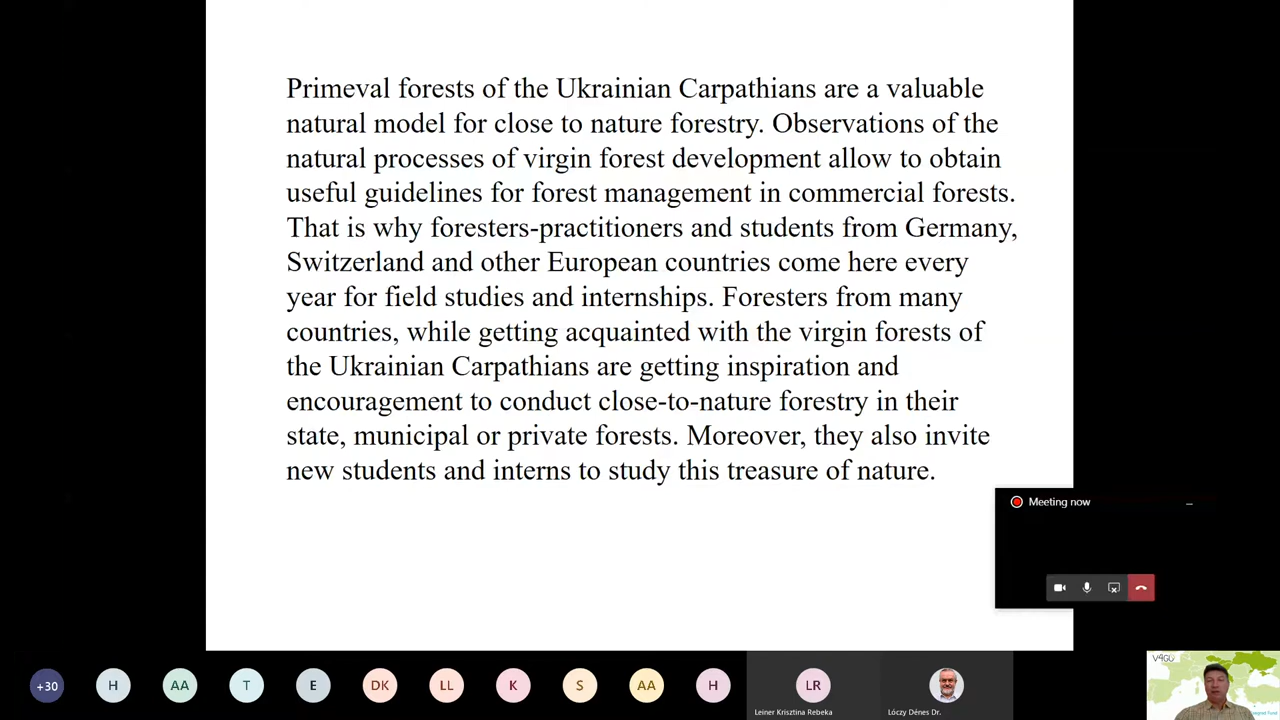 Primeval forests of the Ukrainian Carpathians are a valuable
natural model for close to nature forestry. Observations of the
natural processes of virgin forest development allow to obtain
useful guidelines for forest management in commercial forests.
That is why foresters-practitioners and students from Germany,
Switzerland and other European countries come here every
year for field studies and internships. Foresters from many
countries, while getting acquainted with the virgin forests of
the Ukrainian Carpathians are getting inspiration and
encouragement to conduct close-to-nature forestry in their
state, municipal or private forests. Moreover, they also invite
new students and interns to study this treasure of nature.
Meeting now
+30 H AA T E DK LL K S AA H LR
Leiner Krisztina Rebeka Lóczy Dénes Dr.